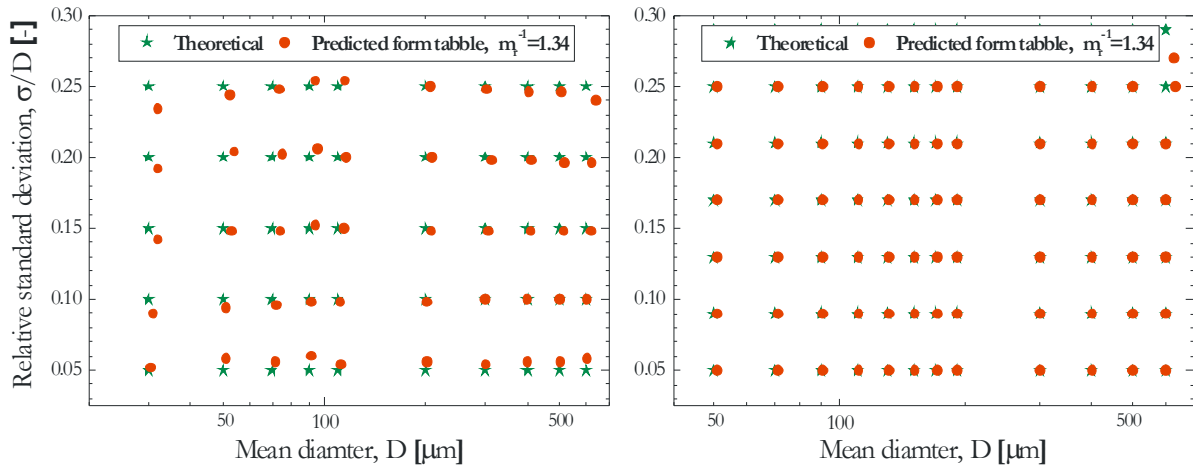 0.30
Theoretical Predicted form tabble, m_r^-1=1.34
0.25
0.20
0.15
0.10
0.05
Relative standard deviation, σ/D [-]
50 100 500
Mean diamter, D [μm]
0.30
Theoretical Predicted form tabble, m_r^-1=1.34
0.25
0.20
0.15
0.10
0.05
50 100 500
Mean diamter, D [μm]